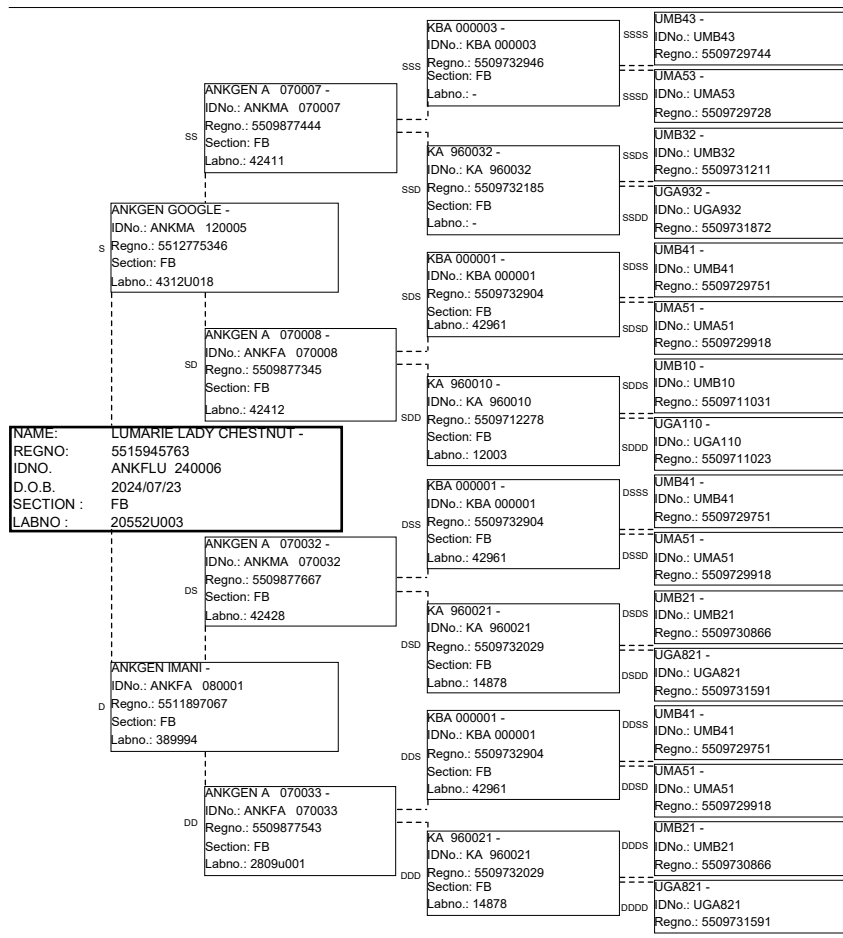 KBA 000003 -
IDNo.: KBA 000003
SSS Regno.: 5509732946
Section: FB
Labno.: -
SSSS UMB43 -
IDNo.: UMB43
Regno.: 5509729744
SSSD UMA53 -
IDNo.: UMA53
Regno.: 5509729728
ANKGEN A 070007 -
IDNo.: ANKMA 070007
SS Regno.: 5509877444
Section: FB
Labno.: 42411
KA 960032 -
IDNo.: KA 960032
SSD Regno.: 5509732185
Section: FB
Labno.: -
SSDS UMB32 -
IDNo.: UMB32
Regno.: 5509731211
SSDD UGA932 -
IDNo.: UGA932
Regno.: 5509731872
ANKGEN GOOGLE -
IDNo.: ANKMA 120005
S Regno.: 5512775346
Section: FB
Labno.: 4312U018
KBA 000001 -
IDNo.: KBA 000001
SDS Regno.: 5509732904
Section: FB
Labno.: 42961
SDSS UMB41 -
IDNo.: UMB41
Regno.: 5509729751
SDSD UMA51 -
IDNo.: UMA51
Regno.: 5509729918
ANKGEN A 070008 -
IDNo.: ANKFA 070008
SD Regno.: 5509877345
Section: FB
Labno.: 42412
KA 960010 -
IDNo.: KA 960010
SDD Regno.: 5509712278
Section: FB
Labno.: 12003
SDDS UMB10 -
IDNo.: UMB10
Regno.: 5509711031
SDDD UGA110 -
IDNo.: UGA110
Regno.: 5509711023
NAME: LUMARIE LADY CHESTNUT -
REGNO: 5515945763
IDNO. ANKFLU 240006
D.O.B. 2024/07/23
SECTION : FB
LABNO : 20552U003
KBA 000001 -
IDNo.: KBA 000001
DSS Regno.: 5509732904
Section: FB
Labno.: 42961
DSSS UMB41 -
IDNo.: UMB41
Regno.: 5509729751
DSSD UMA51 -
IDNo.: UMA51
Regno.: 5509729918
ANKGEN A 070032 -
IDNo.: ANKMA 070032
DS Regno.: 5509877667
Section: FB
Labno.: 42428
KA 960021 -
IDNo.: KA 960021
DSD Regno.: 5509732029
Section: FB
Labno.: 14878
DSDS UMB21 -
IDNo.: UMB21
Regno.: 5509730866
DSDD UGA821 -
IDNo.: UGA821
Regno.: 5509731591
ANKGEN IMANI -
IDNo.: ANKFA 080001
D Regno.: 5511897067
Section: FB
Labno.: 389994
KBA 000001 -
IDNo.: KBA 000001
DDS Regno.: 5509732904
Section: FB
Labno.: 42961
DDSS UMB41 -
IDNo.: UMB41
Regno.: 5509729751
DDSD UMA51 -
IDNo.: UMA51
Regno.: 5509729918
ANKGEN A 070033 -
IDNo.: ANKFA 070033
DD Regno.: 5509877543
Section: FB
Labno.: 2809u001
KA 960021 -
IDNo.: KA 960021
DDD Regno.: 5509732029
Section: FB
Labno.: 14878
DDDS UMB21 -
IDNo.: UMB21
Regno.: 5509730866
DDDD UGA821 -
IDNo.: UGA821
Regno.: 5509731591